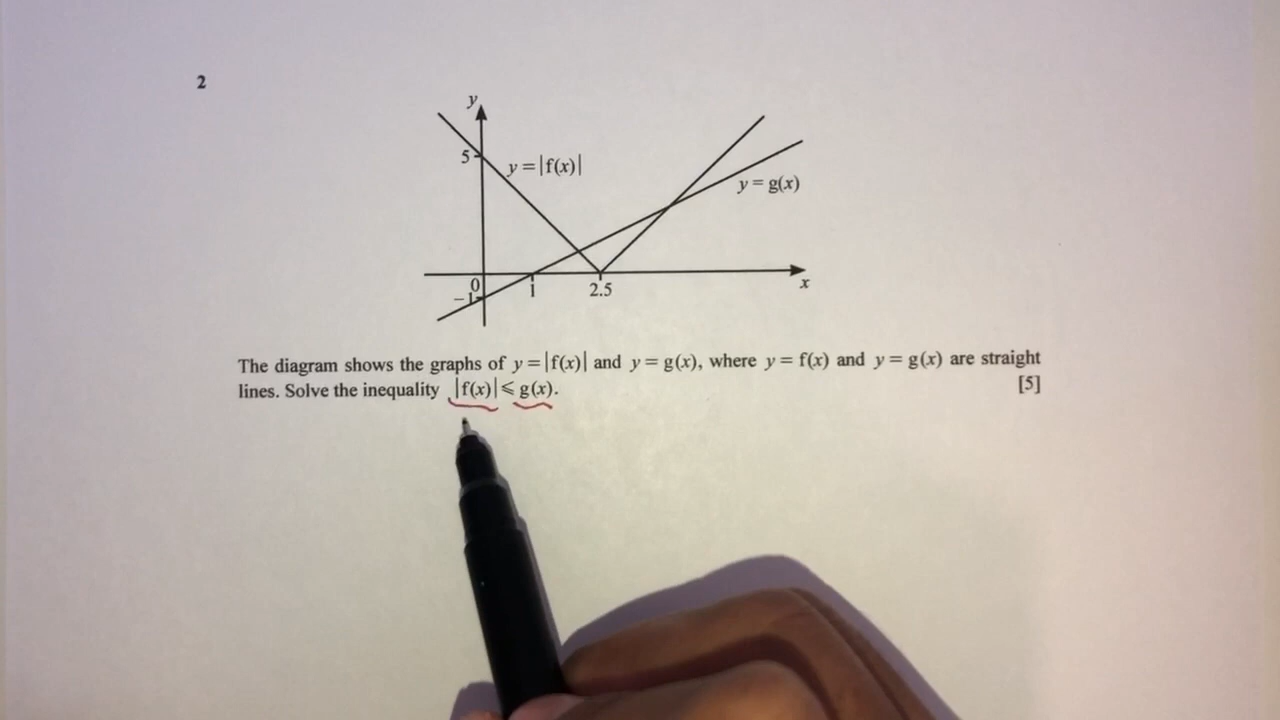 2
y
5
y = |f(x)|
y = g(x)
0
−1
1
2.5
x
The diagram shows the graphs of y = |f(x)| and y = g(x), where y = f(x) and y = g(x) are straight
lines. Solve the inequality |f(x)| ⩽ g(x). [5]